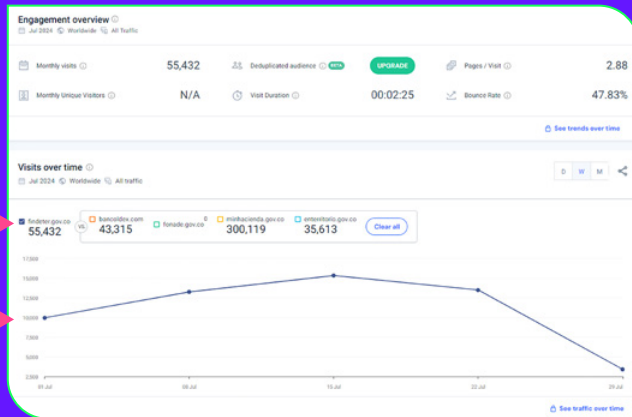 Engagement overview
Jul 2024 Worldwide All Traffic
Monthly visits 55,432 Deduplicated audience BETA UPGRADE Pages / Visit 2.88
Monthly Unique Visitors N/A Visit Duration 00:02:25 Bounce Rate 47.83%
See trends over time
Visits over time
Jul 2024 Worldwide All traffic
D W M
findeter.gov.co 55,432
VS.
bancoldex.com 43,315
fonade.gov.co 0
minhacienda.gov.co 300,119
enterritorio.gov.co 35,613
Clear all
15,000
12,500
10,000
7,500
5,000
2,500
01 Jul 08 Jul 15 Jul 22 Jul 29 Jul
See traffic over time